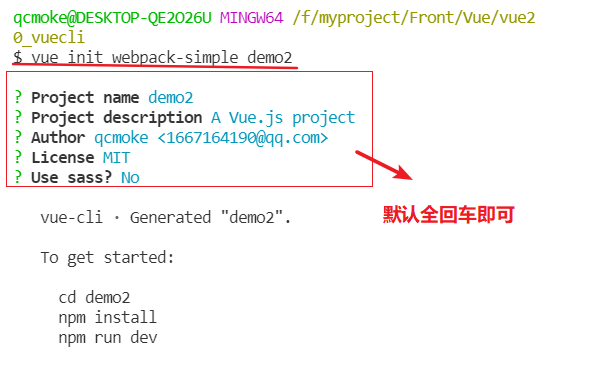 qcmoke@DESKTOP-QE2O26U MINGW64 /f/myproject/Front/Vue/vue2
0_vuecli
$ vue init webpack-simple demo2
? Project name demo2
? Project description A Vue.js project
? Author qcmoke <1667164190@qq.com>
? License MIT
? Use sass? No
默认全回车即可
vue-cli · Generated "demo2".
To get started:
cd demo2
npm install
npm run dev